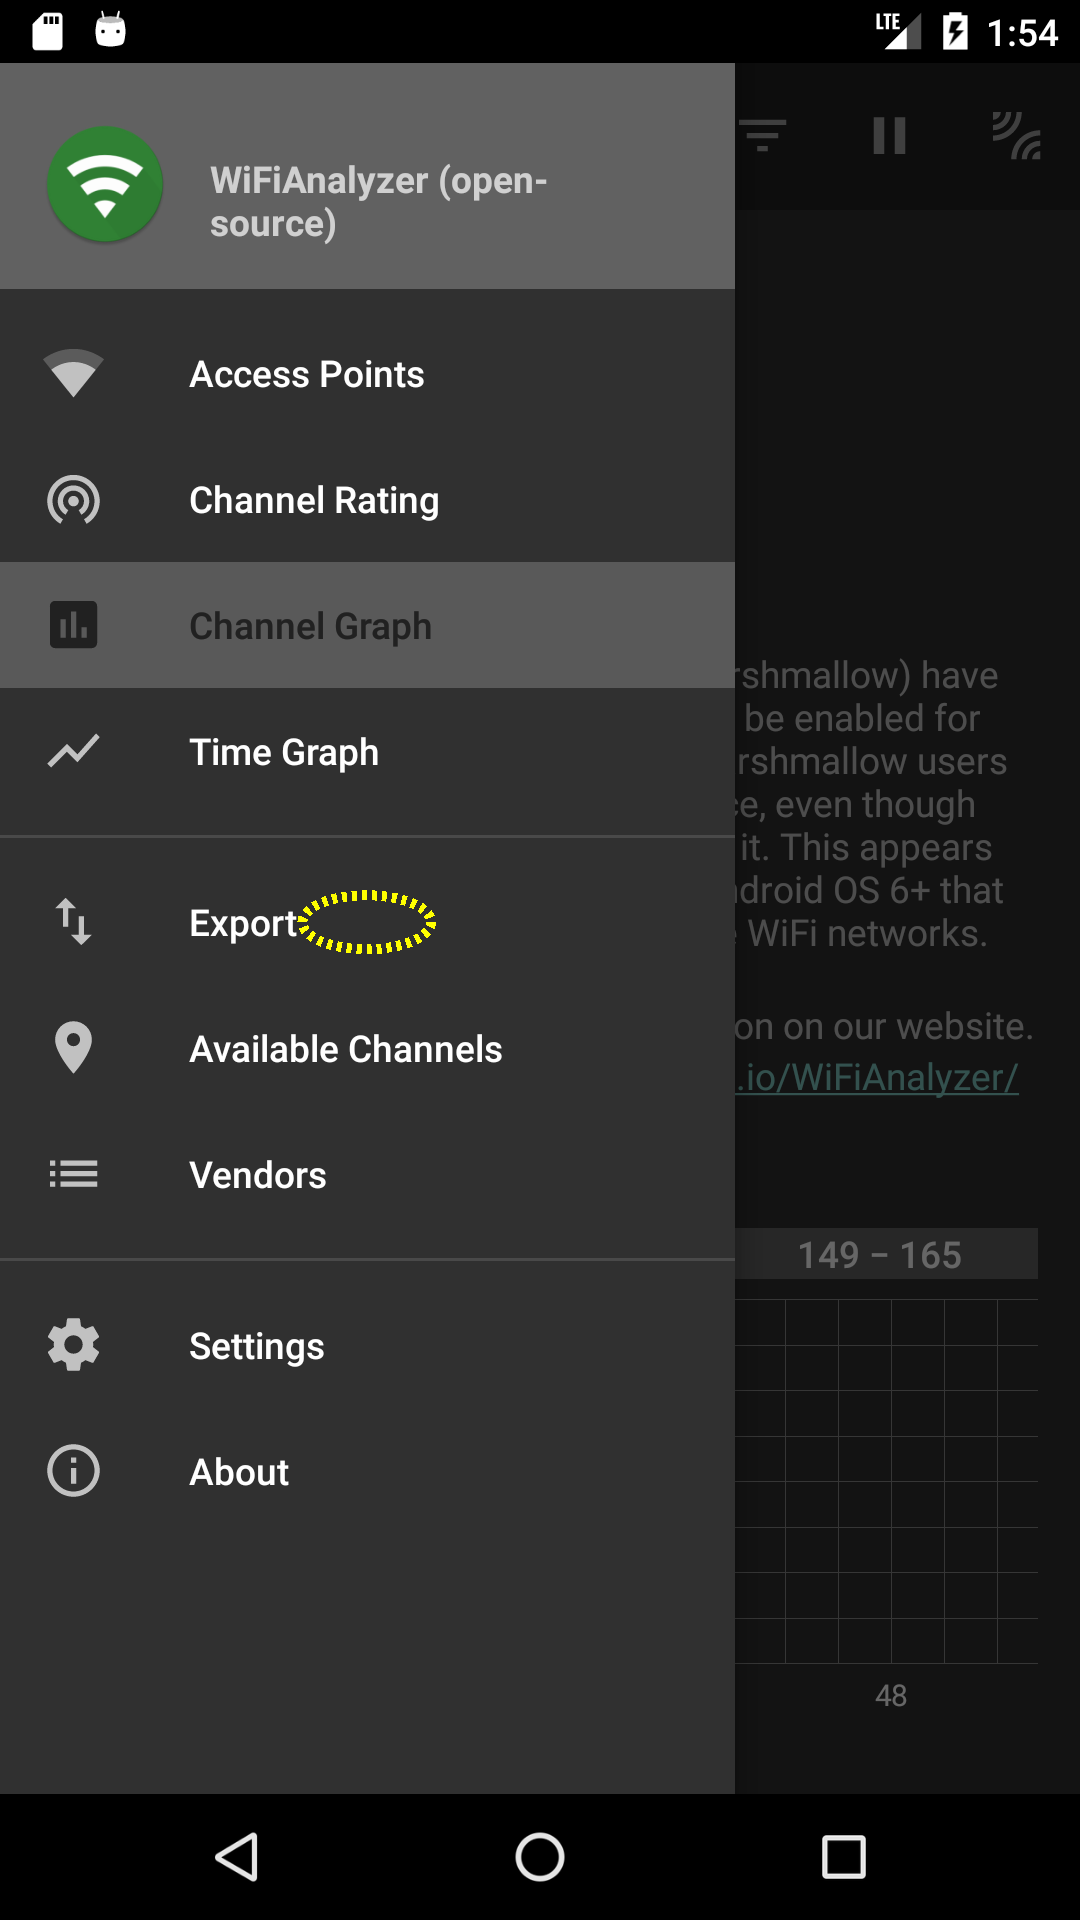 LTE 1:54
WiFiAnalyzer (open-
source)
Access Points
Channel Rating
Channel Graph
Time Graph
Export
Available Channels
Vendors
Settings
About
rshmallow) have
be enabled for
rshmallow users
ce, even though
it. This appears
ndroid OS 6+ that
WiFi networks.
on on our website.
.io/WiFiAnalyzer/
149 – 165
48